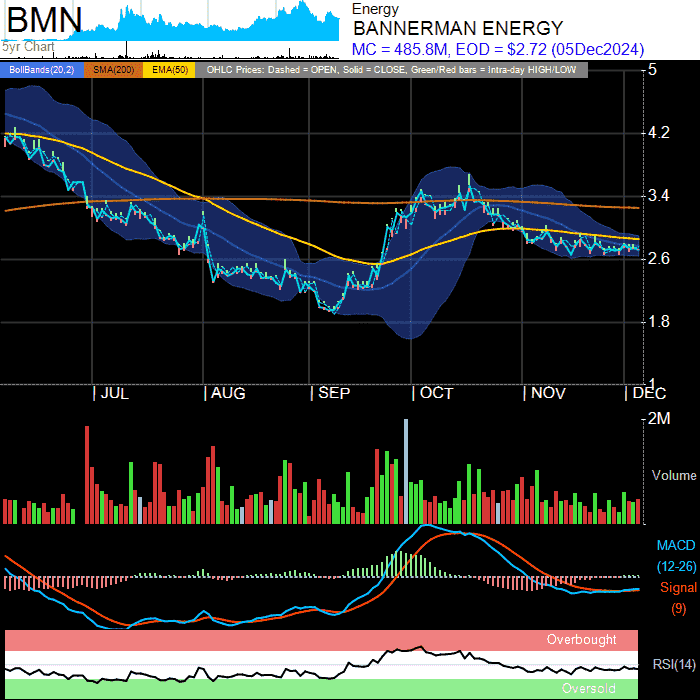 BMN
5yr Chart
Energy
BANNERMAN ENERGY
MC = 485.8M, EOD = $2.72 (05Dec2024)
BollBands(20,2) SMA(200) EMA(50) OHLC Prices: Dashed = OPEN, Solid = CLOSE, Green/Red bars = Intra-day HIGH/LOW
5
4.2
3.4
2.6
1.8
1
JUL AUG SEP OCT NOV DEC
2M
Volume
MACD
(12-26)
Signal
(9)
Overbought
RSI(14)
Oversold